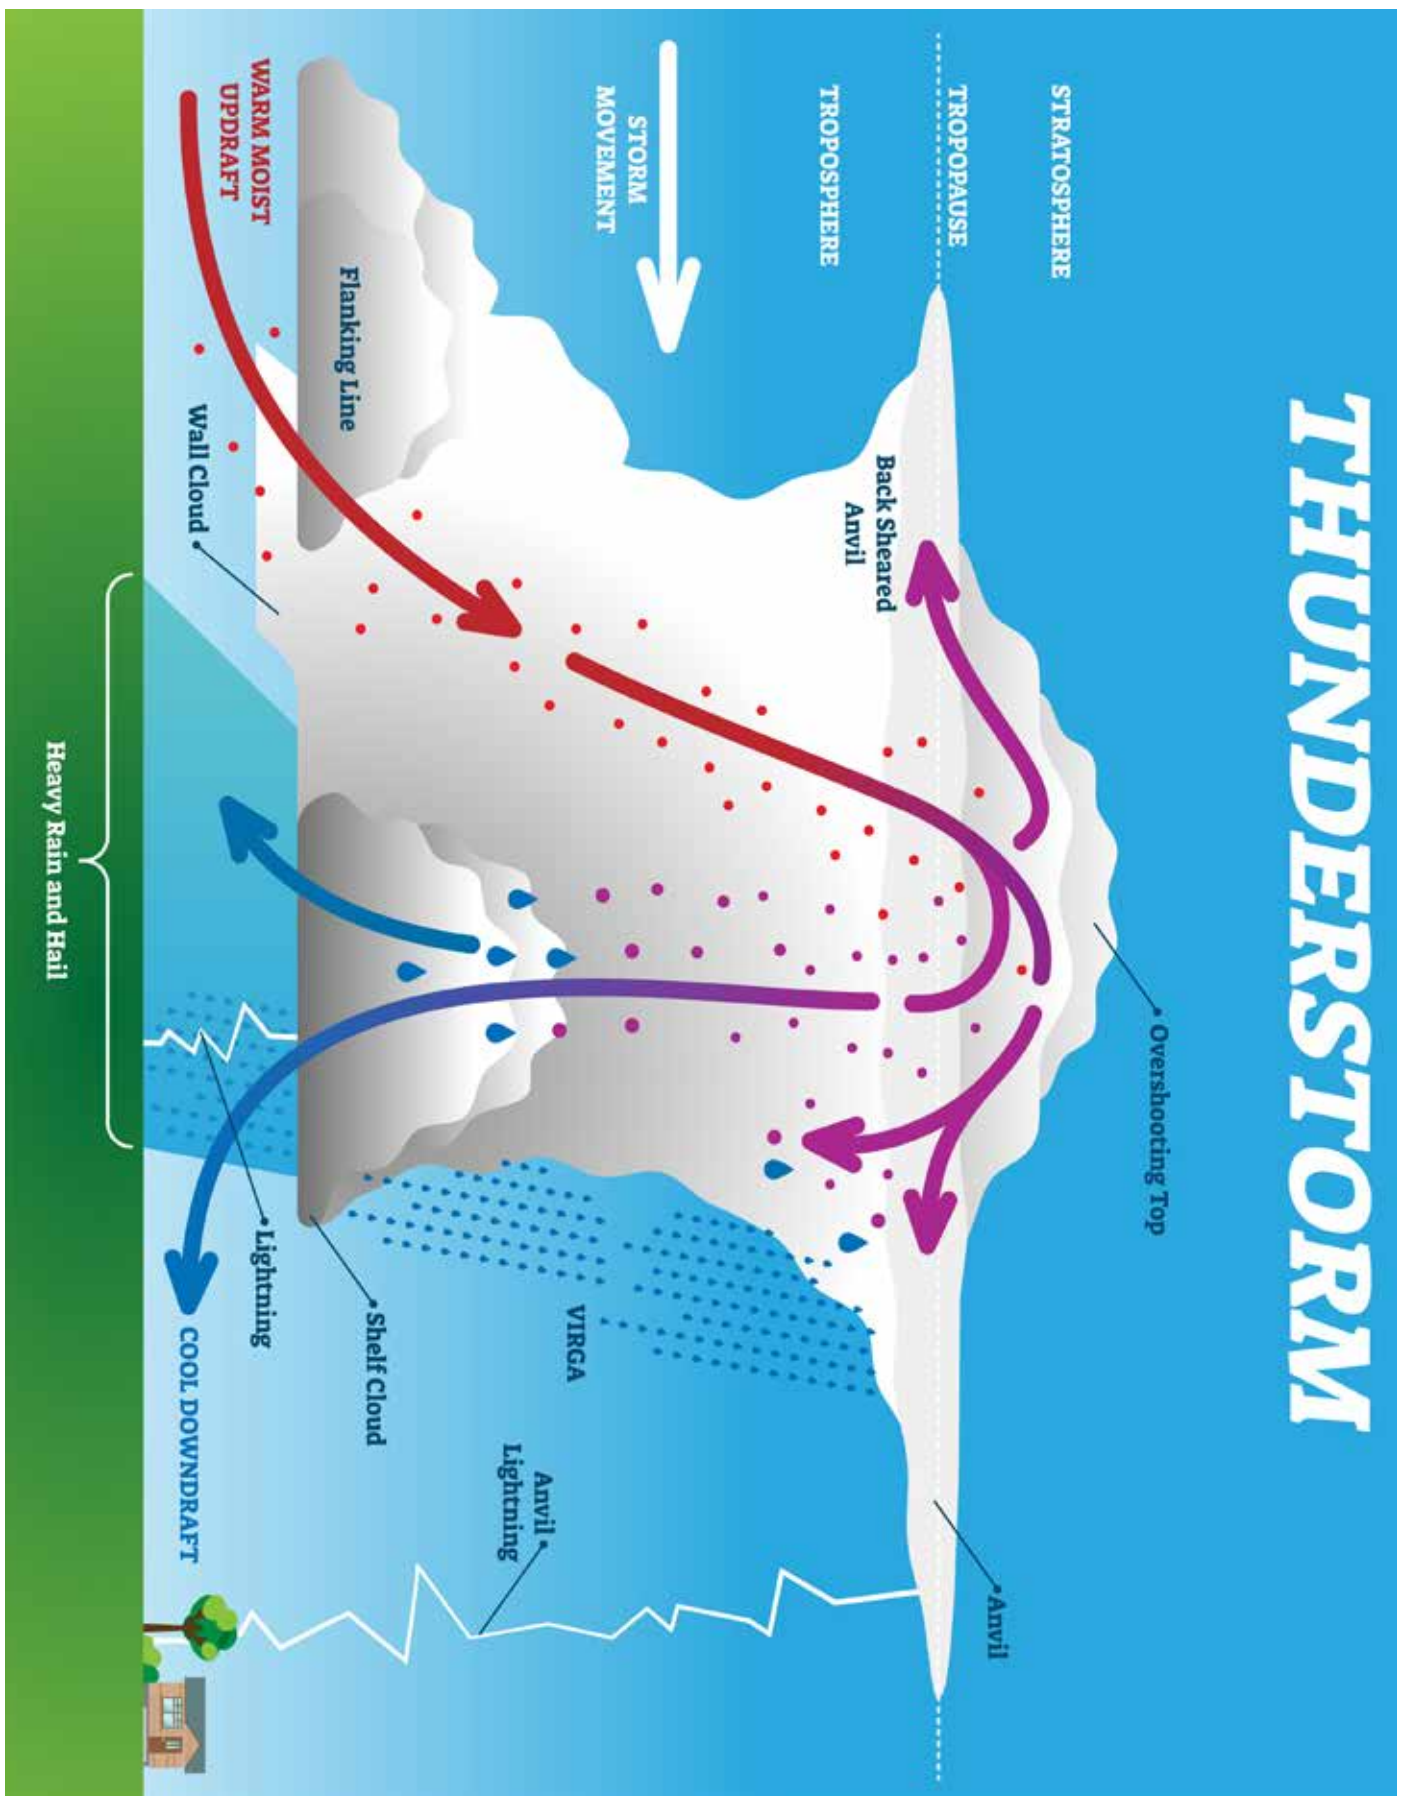 THUNDERSTORM
STRATOSPHERE
TROPOPAUSE
TROPOSPHERE
STORM
MOVEMENT
Overshooting Top
Back Sheared
Anvil
Anvil
Flanking Line
VIRGA
Anvil
Lightning
WARM MOIST
UPDRAFT
Wall Cloud
Shelf Cloud
Lightning
COOL DOWNDRAFT
Heavy Rain and Hail